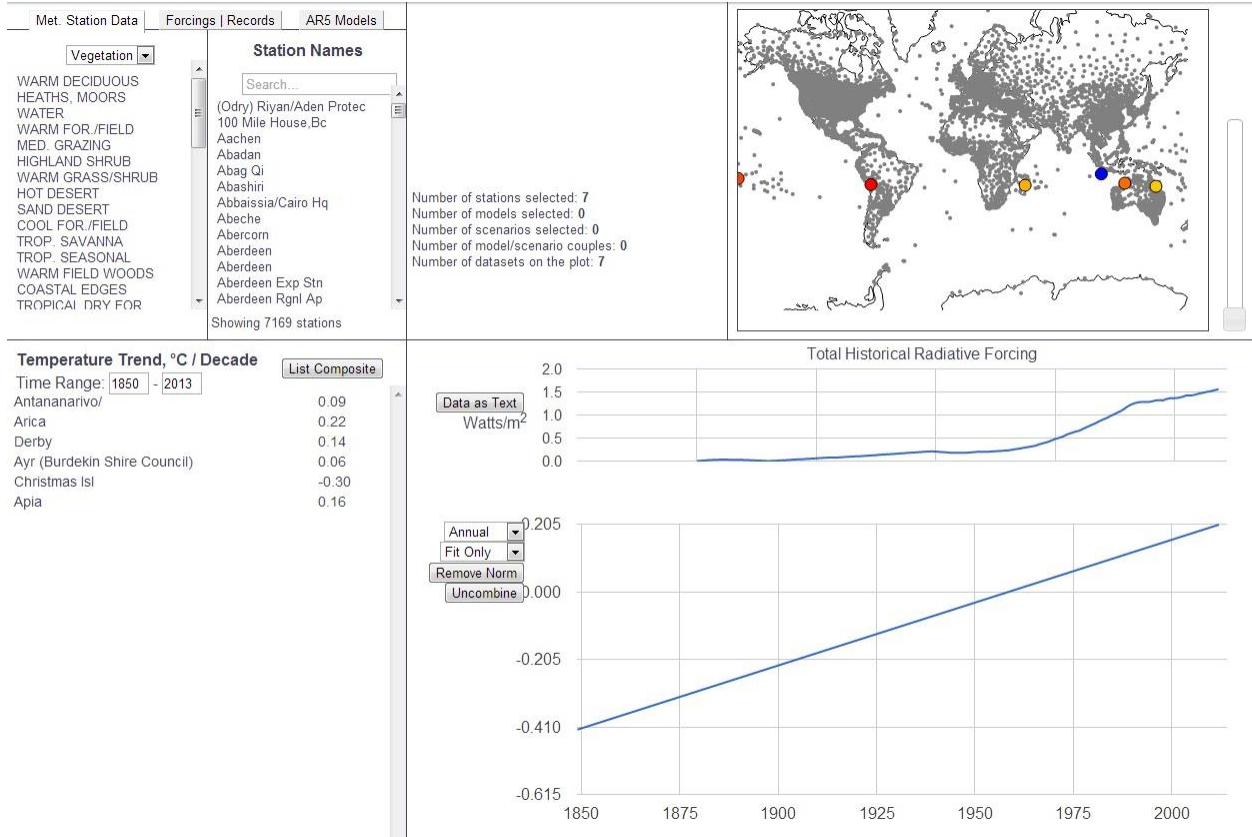 Met. Station Data
Forcings | Records
AR5 Models
Vegetation
WARM DECIDUOUS
HEATHS, MOORS
WATER
WARM FOR./FIELD
MED. GRAZING
HIGHLAND SHRUB
WARM GRASS/SHRUB
HOT DESERT
SAND DESERT
COOL FOR./FIELD
TROP. SAVANNA
TROP. SEASONAL
WARM FIELD WOODS
COASTAL EDGES
TROPICAL DRY FOR
Station Names
Search...
(Odry) Riyan/Aden Protec
100 Mile House,Bc
Aachen
Abadan
Abag Qi
Abashiri
Abbaissia/Cairo Hq
Abeche
Abercorn
Aberdeen
Aberdeen
Aberdeen Exp Stn
Aberdeen Rgnl Ap
Showing 7169 stations
Number of stations selected: 7
Number of models selected: 0
Number of scenarios selected: 0
Number of model/scenario couples: 0
Number of datasets on the plot: 7
Temperature Trend, °C / Decade
List Composite
Time Range: 1850 - 2013
Antananarivo/ 0.09
Arica 0.22
Derby 0.14
Ayr (Burdekin Shire Council) 0.06
Christmas Isl -0.30
Apia 0.16
Total Historical Radiative Forcing
Data as Text
Watts/m²
2.0
1.5
1.0
0.5
0.0
Annual
Fit Only
Remove Norm
Uncombine
0.205
0.000
-0.205
-0.410
-0.615
1850 1875 1900 1925 1950 1975 2000